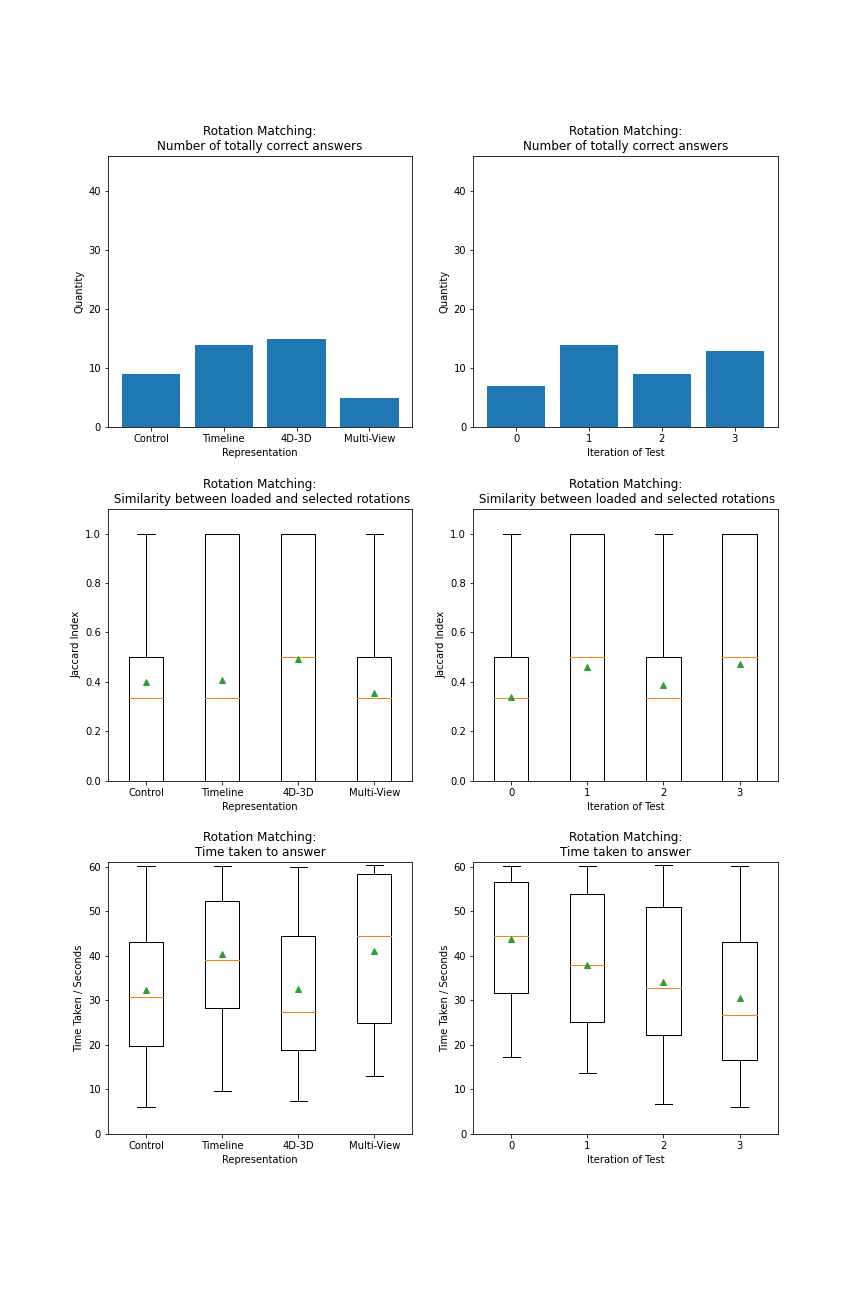 Rotation Matching:
Number of totally correct answers
40
30
20
10
0
Quantity
Control Timeline 4D-3D Multi-View
Representation
Rotation Matching:
Number of totally correct answers
40
30
20
10
0
Quantity
0 1 2 3
Iteration of Test
Rotation Matching:
Similarity between loaded and selected rotations
1.0
0.8
0.6
0.4
0.2
0.0
Jaccard Index
Control Timeline 4D-3D Multi-View
Representation
Rotation Matching:
Similarity between loaded and selected rotations
1.0
0.8
0.6
0.4
0.2
0.0
Jaccard Index
0 1 2 3
Iteration of Test
Rotation Matching:
Time taken to answer
60
50
40
30
20
10
0
Time Taken / Seconds
Control Timeline 4D-3D Multi-View
Representation
Rotation Matching:
Time taken to answer
60
50
40
30
20
10
0
Time Taken / Seconds
0 1 2 3
Iteration of Test